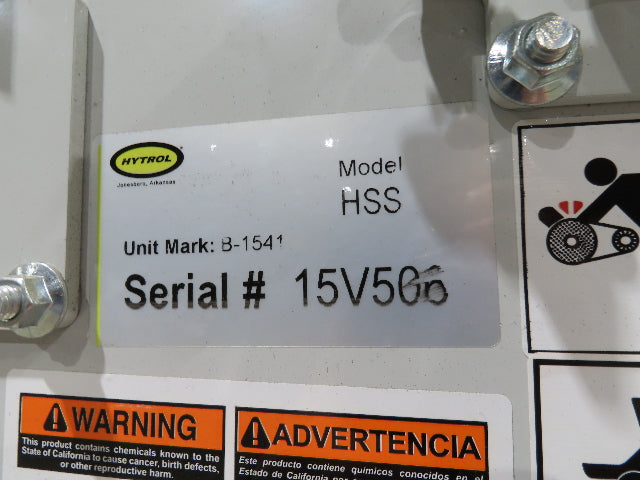 HYTROL
Jonesboro, Arkansas
Model
HSS
Unit Mark: B-1541
Serial #
WARNING
This product contains chemicals known to the
State of California to cause cancer, birth defects,
or other reproductive harm.
ADVERTENCIA
Este producto contiene químicos conocidos en el
Estado de California por